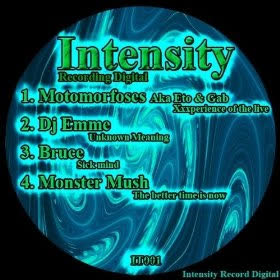 Intensity
Recording Digital
1. Motomorfoses Aka Eto & Gab
Xxxperience of the live
2. Dj Emme
Unknown Meaning
3. Bruce
Sick mind
4. Monster Mush
The better time is now
IT001
Intensity Record Digital